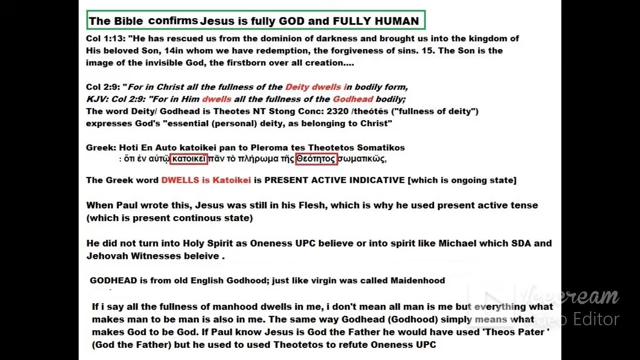 The Bible confirms Jesus is fully GOD and FULLY HUMAN
Col 1:13: "He has rescued us from the dominion of darkness and brought us into the kingdom of
His beloved Son, 14in whom we have redemption, the forgiveness of sins. 15. The Son is the
image of the invisible God, the firstborn over all creation....
Col 2:9: "For in Christ all the fullness of the Deity dwells in bodily form,
KJV: Col 2:9: "For in Him dwells all the fullness of the Godhead bodily;
The word Deity/ Godhead is Theotes NT Stong Conc: 2320 /theótēs ("fullness of deity")
expresses God's "essential (personal) deity, as belonging to Christ"
Greek: Hoti En Auto katoikei pan to Pleroma tes Theotetos Somatikos
: ὅτι ἐν αὐτῷ κατοικεῖ πᾶν τὸ πλήρωμα τῆς Θεότητος σωματικῶς,
The Greek word DWELLS is Katoikei is PRESENT ACTIVE INDICATIVE [which is ongoing state]
When Paul wrote this, Jesus was still in his Flesh, which is why he used present active tense
(which is present continous state)
He did not turn into Holy Spirit as Oneness UPC believe or into spirit like Michael which SDA and
Jehovah Witnesses beleive .
GODHEAD is from old English Godhood; just like virgin was called Maidenhood
If i say all the fullness of manhood dwells in me, i don't mean all man is me but everything what
makes man to be man is also in me. The same way Godhead (Godhood) simply means what
makes God to be God. If Paul know Jesus is God the Father he would have used 'Theos Pater'
(God the Father) but he used to used Theotetos to refute Oneness UPC
Video Editor